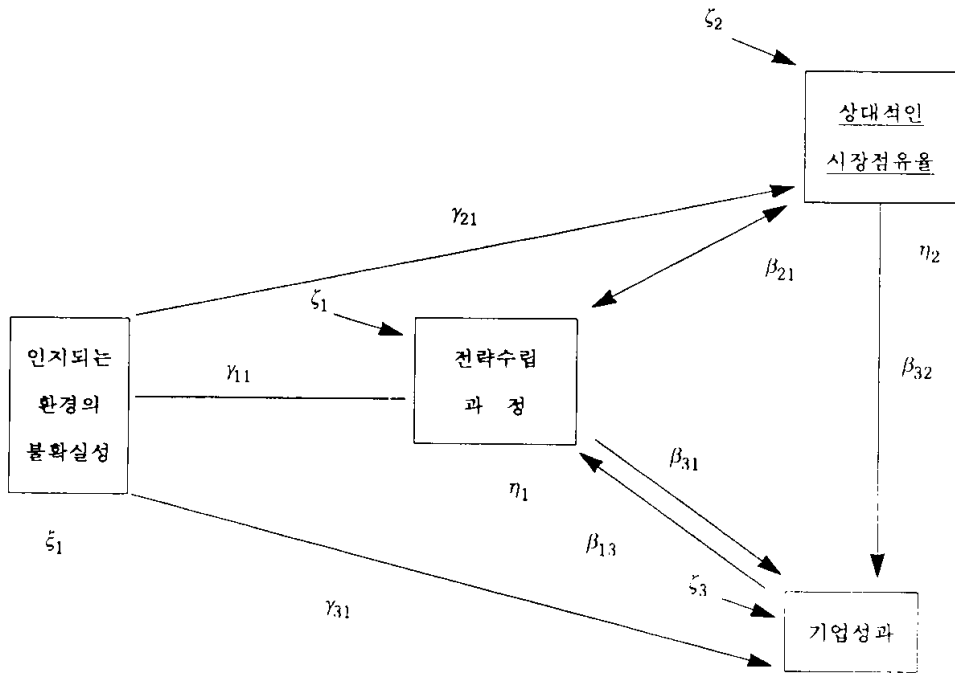 ζ₂
상대적인
시장점유율
γ₂₁
η₂
β₂₁
ζ₁
인지되는
환경의
불확실성
γ₁₁
전략수립
과 정
β₃₂
β₃₁
η₁
ξ₁
β₁₃
ζ₃
γ₃₁
기업성과